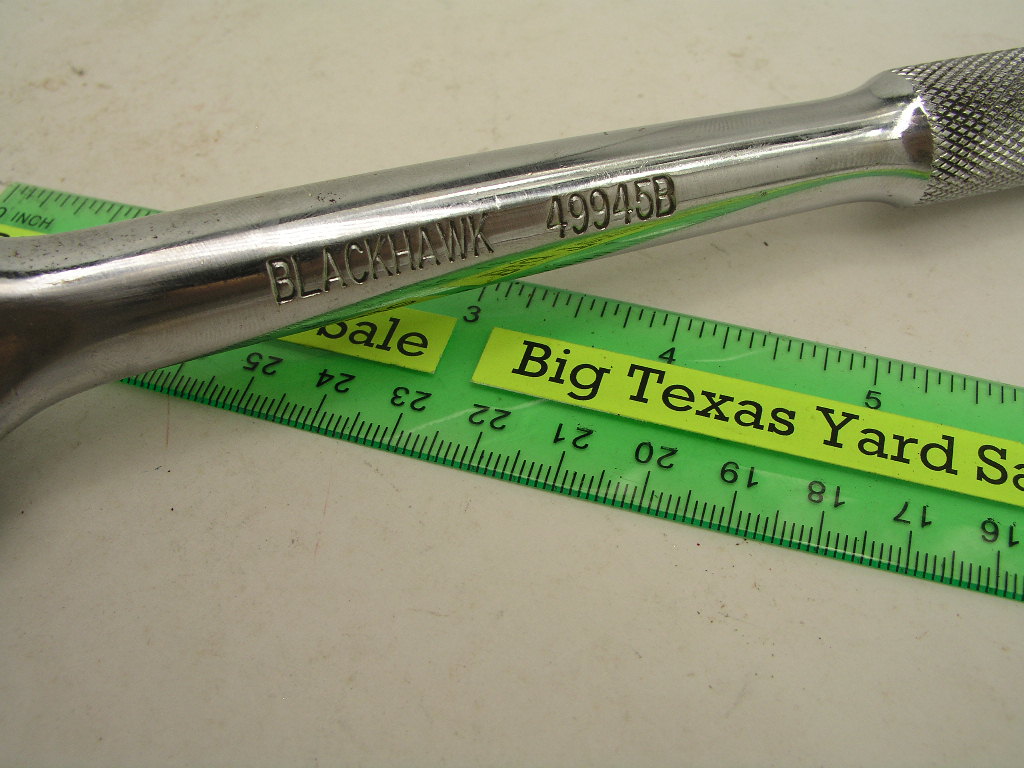 BLACKHAWK 49945B
0 INCH
3 4 5
Sale
Big Texas Yard Sa
25 24 23 22 21 20 19 18 17 16